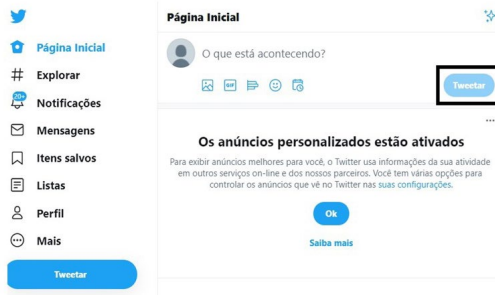 Página Inicial
Explorar
20+
Notificações
Mensagens
Itens salvos
Listas
Perfil
Mais
Tweetar
Página Inicial
O que está acontecendo?
GIF
Tweetar
Os anúncios personalizados estão ativados
Para exibir anúncios melhores para você, o Twitter usa informações da sua atividade
em outros serviços on-line e dos nossos parceiros. Você tem várias opções para
controlar os anúncios que vê no Twitter nas suas configurações.
Ok
Saiba mais